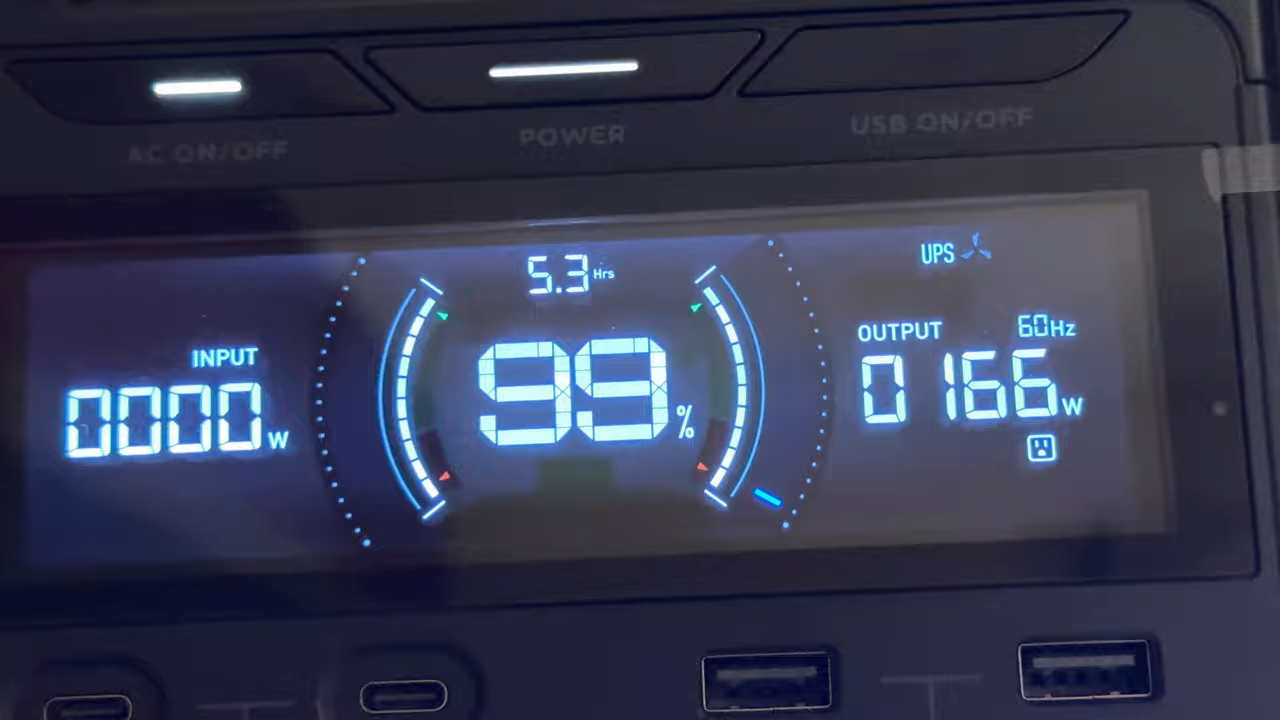 AC ON/OFF
POWER
USB ON/OFF
5.3 Hrs
UPS
INPUT
0000 W
99 %
OUTPUT
60Hz
0166 W